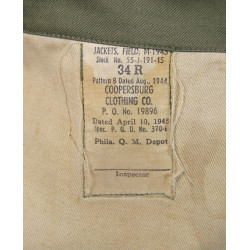 JACKETS, FIELD, M-1943
Stock No. 55-J-191-15
34 R
Pattern B Dated Aug., 1944
COOPERSBURG
CLOTHING CO.
P. O. No. 19896
Dated April 10, 1945
Spec. P. Q. D. No. 370-B
Phila. Q. M. Depot
Inspector